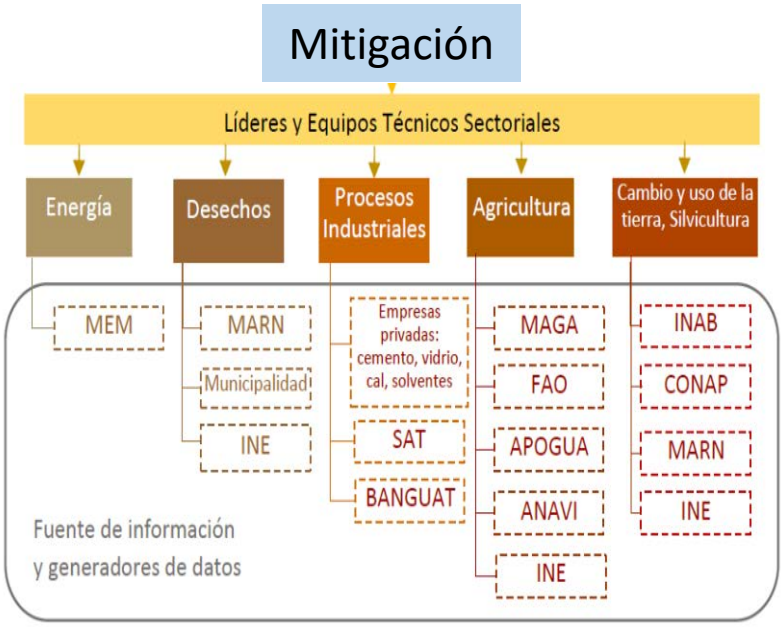 Mitigación
Líderes y Equipos Técnicos Sectoriales
Energía
Desechos
Procesos
Industriales
Agricultura
Cambio y uso de la
tierra, Silvicultura
MEM
MARN
Municipalidad
INE
Empresas
privadas:
cemento, vidrio,
cal, solventes
SAT
BANGUAT
MAGA
FAO
APOGUA
ANAVI
INE
INAB
CONAP
MARN
INE
Fuente de información
y generadores de datos